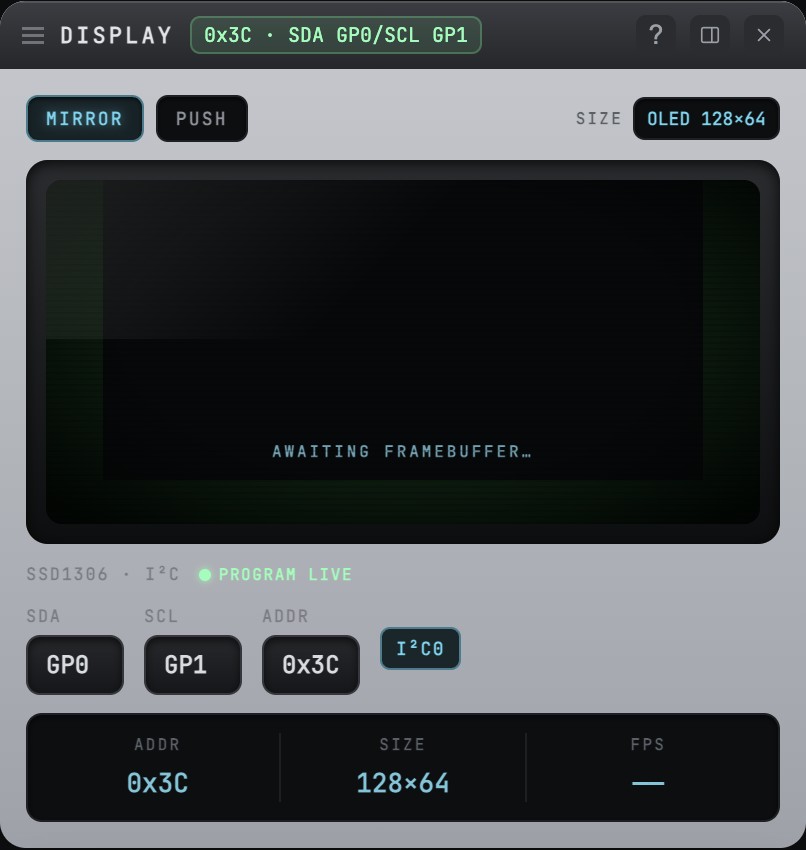 DISPLAY 0x3C · SDA GP0/SCL GP1 ?
MIRROR PUSH SIZE OLED 128×64
AWAITING FRAMEBUFFER…
SSD1306 · I²C PROGRAM LIVE
SDA SCL ADDR
GP0 GP1 0x3C I²C0
ADDR SIZE FPS
0x3C 128×64 —